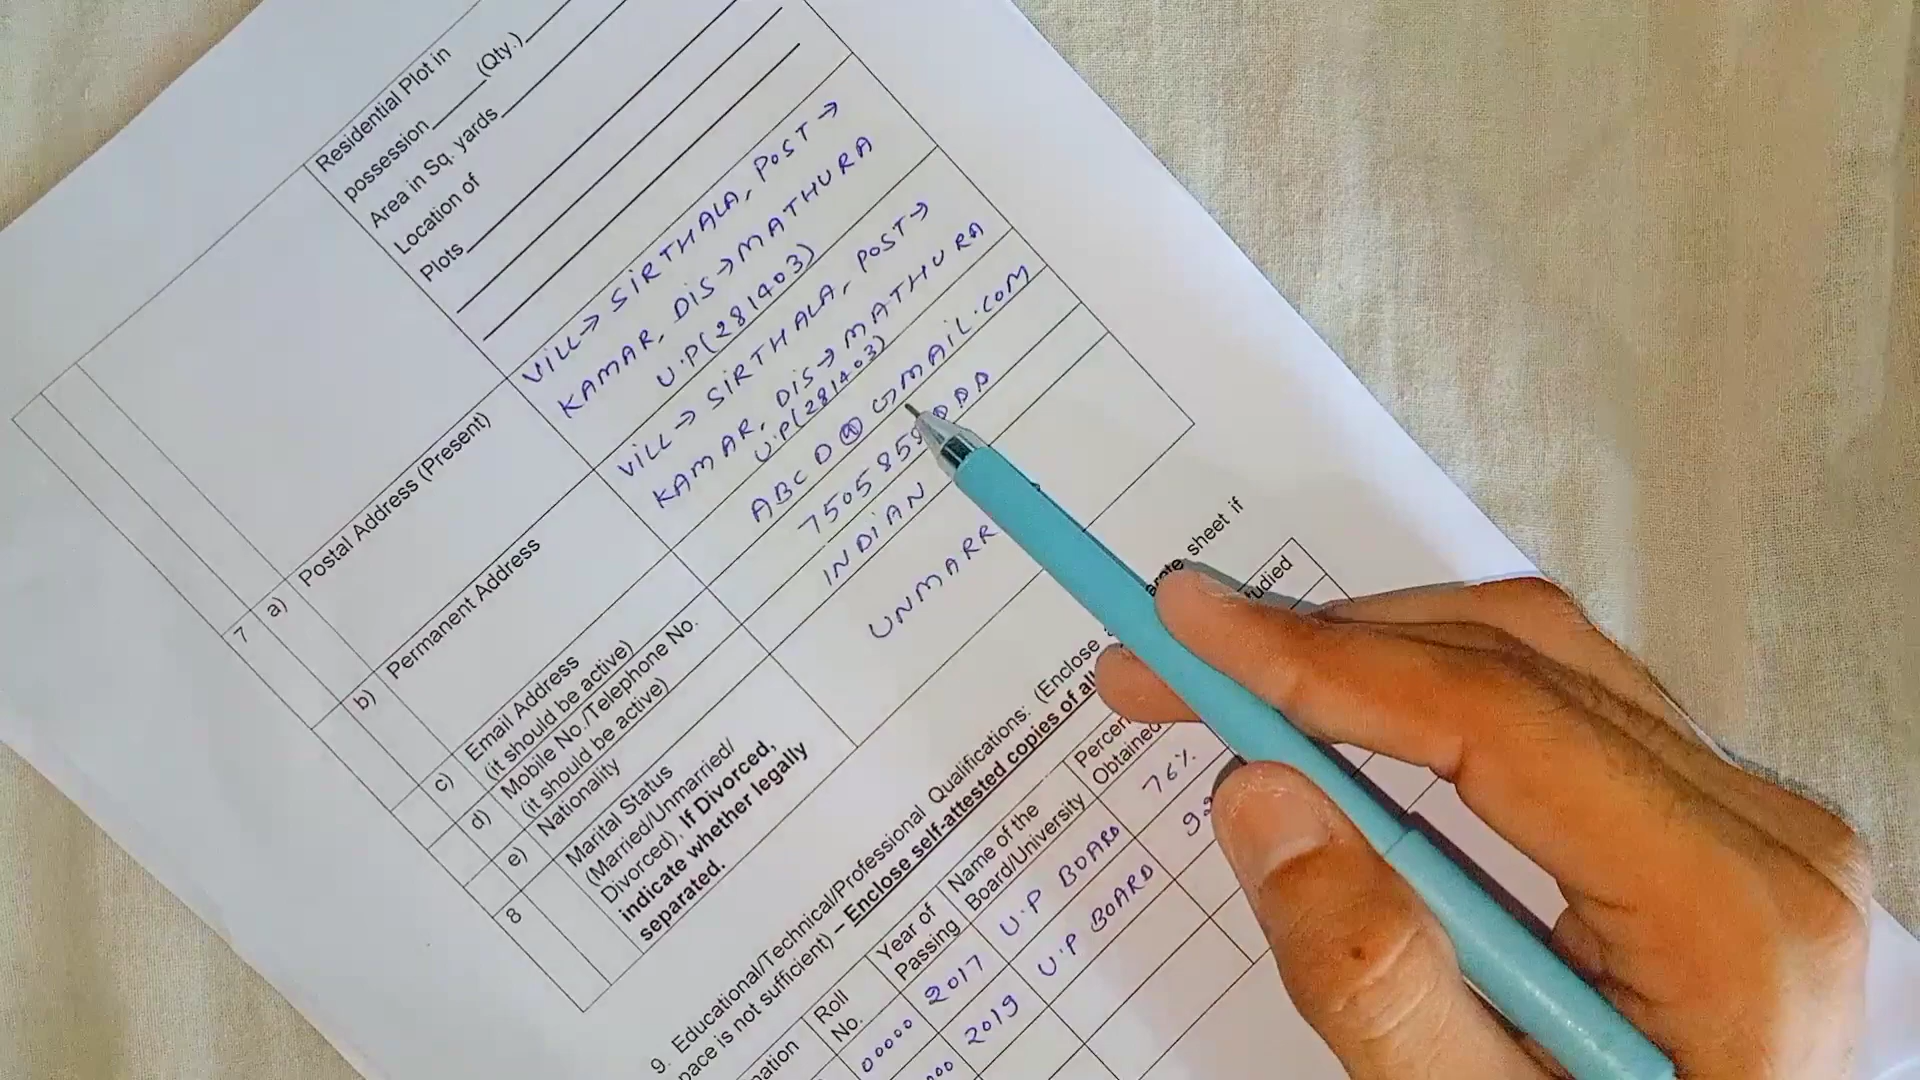 Residential Plot in
possession____(Qty.)__
Area in Sq. yards
Location of
Plots
7 a) Postal Address (Present)
VILL→ SIRTHALA, POST→
KAMAR, DIS→MATHURA
U.P(281403)
b) Permanent Address
VILL→ SIRTHALA, POST→
KAMAR, DIS→MATHURA
U.P(281403)
c) Email Address
(it should be active)
ABCD@GMAIL.COM
d) Mobile No./Telephone No.
(it should be active)
750585
e) Nationality
INDIAN
8 Marital Status
(Married/Unmarried/
Divorced). If Divorced,
indicate whether legally
separated.
UNMARR
9. Educational/Technical/Professional Qualifications: (Enclose sheet if
is not sufficient) – Enclose self-attested copies of all
Roll
No.
Year of
Passing
Name of the
Board/University
Obtained
00000 2017 U.P BOARD 76%
2019 U.P BOARD